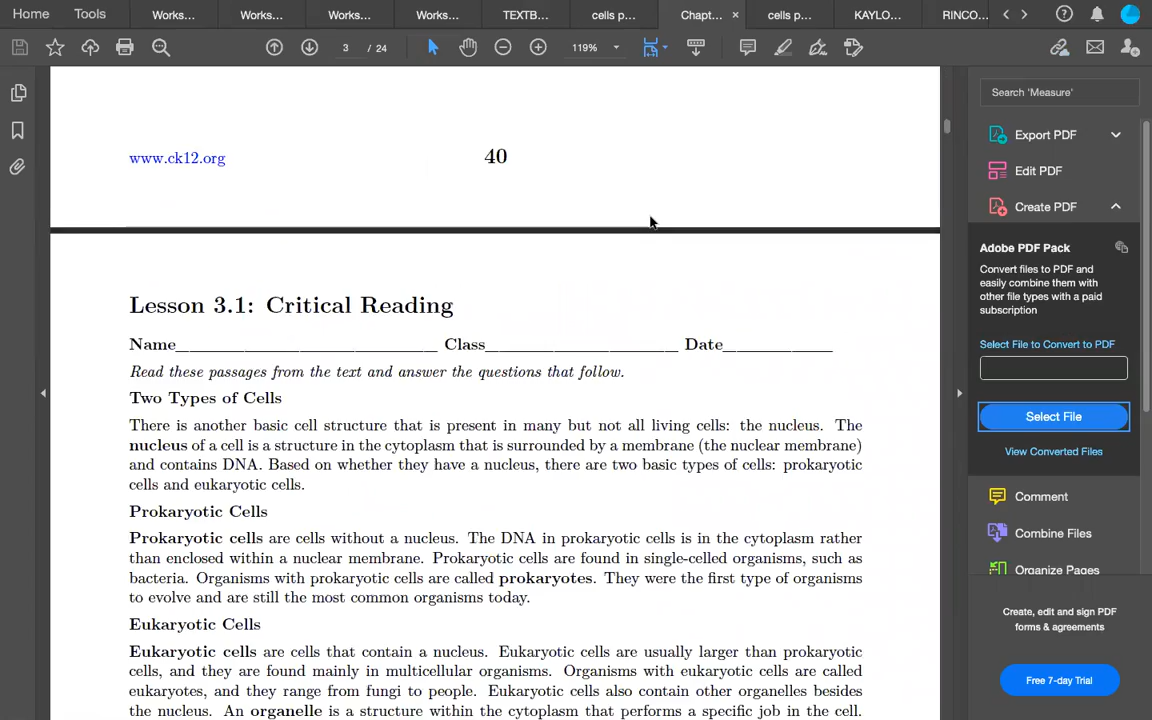 Home Tools Works... Works... Works... Works... TEXTB... cells p... Chapt... × cells p... KAYLO... RINCO...
3 / 24 119%
www.ck12.org 40
Lesson 3.1: Critical Reading
Name Class Date
Read these passages from the text and answer the questions that follow.
Two Types of Cells
There is another basic cell structure that is present in many but not all living cells: the nucleus. The
nucleus of a cell is a structure in the cytoplasm that is surrounded by a membrane (the nuclear membrane)
and contains DNA. Based on whether they have a nucleus, there are two basic types of cells: prokaryotic
cells and eukaryotic cells.
Prokaryotic Cells
Prokaryotic cells are cells without a nucleus. The DNA in prokaryotic cells is in the cytoplasm rather
than enclosed within a nuclear membrane. Prokaryotic cells are found in single-celled organisms, such as
bacteria. Organisms with prokaryotic cells are called prokaryotes. They were the first type of organisms
to evolve and are still the most common organisms today.
Eukaryotic Cells
Eukaryotic cells are cells that contain a nucleus. Eukaryotic cells are usually larger than prokaryotic
cells, and they are found mainly in multicellular organisms. Organisms with eukaryotic cells are called
eukaryotes, and they range from fungi to people. Eukaryotic cells also contain other organelles besides
the nucleus. An organelle is a structure within the cytoplasm that performs a specific job in the cell.
Search 'Measure'
Export PDF
Edit PDF
Create PDF
Adobe PDF Pack
Convert files to PDF and
easily combine them with
other file types with a paid
subscription
Select File to Convert to PDF
Select File
View Converted Files
Comment
Combine Files
Organize Pages
Create, edit and sign PDF
forms & agreements
Free 7-day Trial